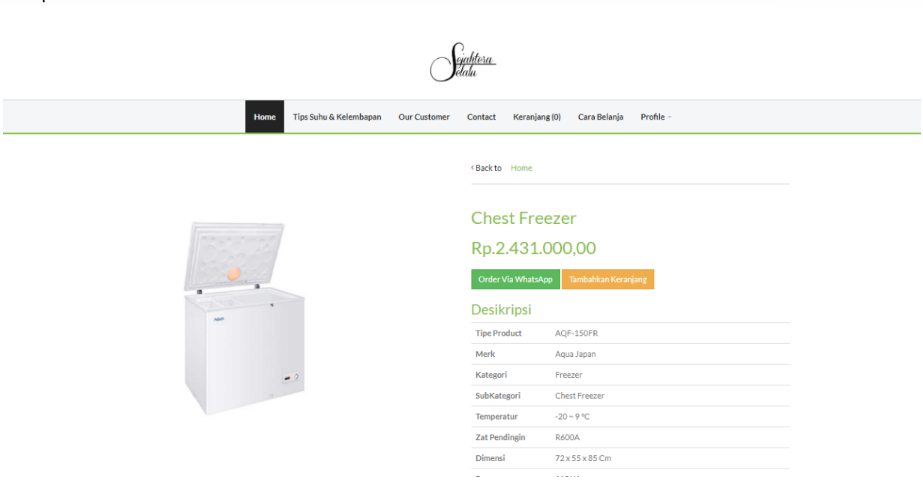 Sejahtera
Selalu
Home Tips Suhu & Kelembapan Our Customer Contact Keranjang (0) Cara Belanja Profile
< Back to Home
Chest Freezer
Rp.2.431.000,00
Order Via WhatsApp Tambahkan Keranjang
Desikripsi
Tipe Product AQF-150FR
Merk Aqua Japan
Kategori Freezer
SubKategori Chest Freezer
Temperatur -20 ~ 9 °C
Zat Pendingin R600A
Dimensi 72 x 55 x 85 Cm